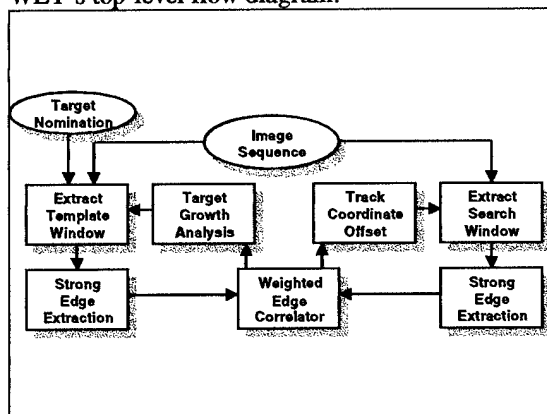 WET's top-level flow diagram.
Target
Nomination
Image
Sequence
Extract
Template
Window
Target
Growth
Analysis
Track
Coordinate
Offset
Extract
Search
Window
Strong
Edge
Extraction
Weighted
Edge
Correlator
Strong
Edge
Extraction